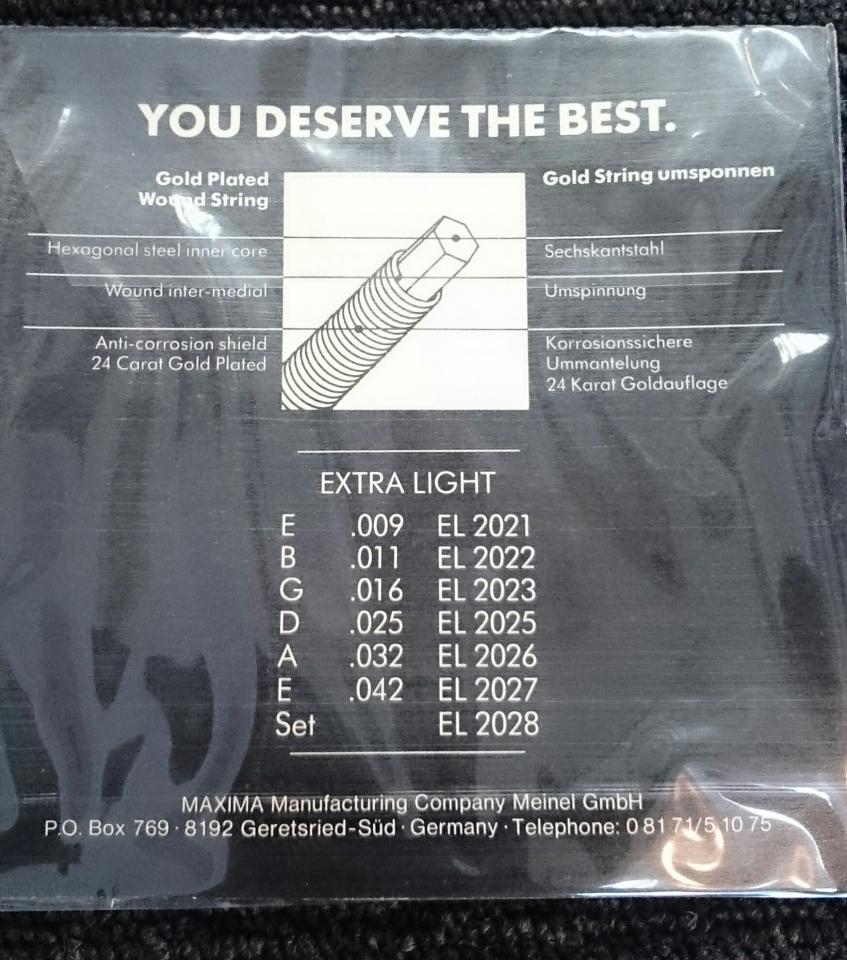 YOU DESERVE THE BEST.
Gold Plated
Wound String
Hexagonal steel inner core
Wound inter-medial
Anti-corrosion shield
24 Carat Gold Plated
Gold String umsponnen
Sechskantstahl
Umspinnung
Korrosionssichere
Ummantelung
24 Karat Goldauflage
EXTRA LIGHT
E .009 EL 2021
B .011 EL 2022
G .016 EL 2023
D .025 EL 2025
A .032 EL 2026
E .042 EL 2027
Set EL 2028
MAXIMA Manufacturing Company Meinel GmbH
P.O. Box 769 · 8192 Geretsried-Süd · Germany · Telephone: 0 81 71/5 10 75